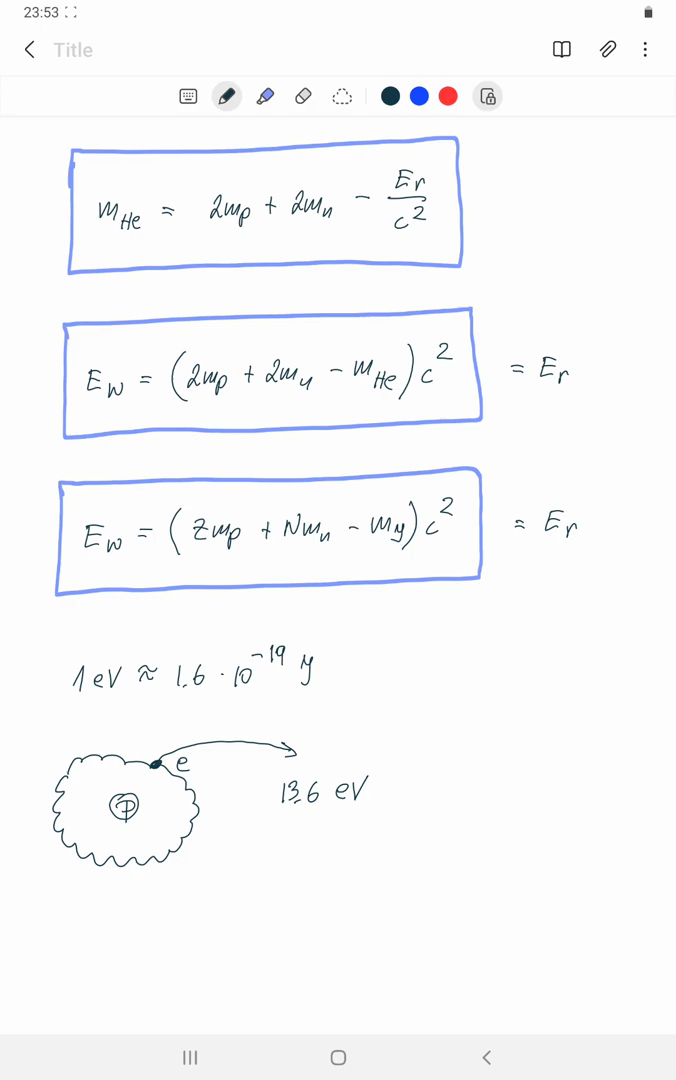 23:53
Title
m_He = 2m_p + 2m_n - E_r/c^2
E_w = (2m_p + 2m_n - m_He)c^2 = E_r
E_w = (Zm_p + Nm_n - m_y)c^2 = E_r
1 eV ≈ 1.6 · 10^-19 y
e
P
13.6 eV